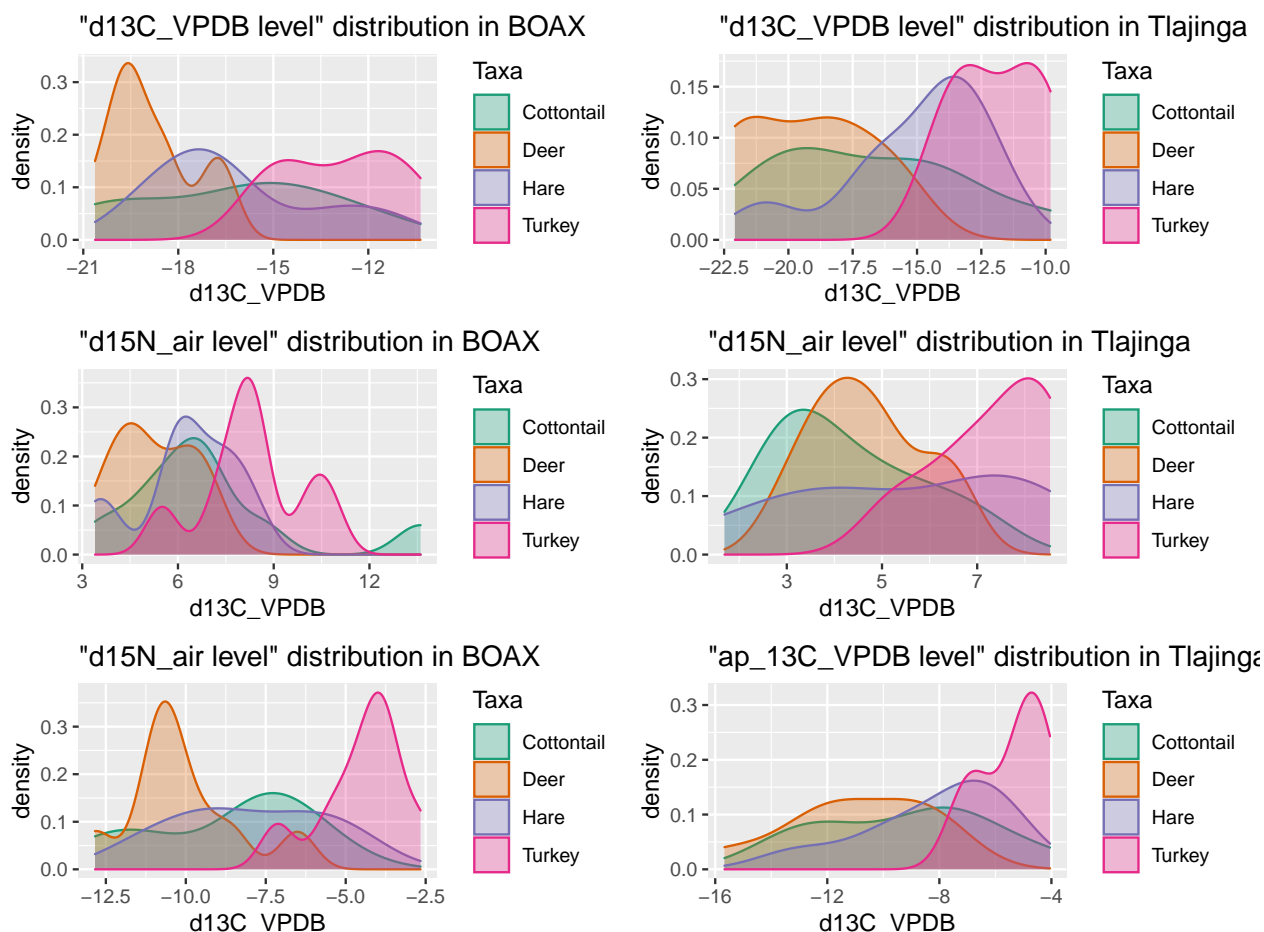 "d13C_VPDB level" distribution in BOAX
density
0.3
0.2
0.1
0.0
−21 −18 −15 −12
d13C_VPDB
Taxa
Cottontail
Deer
Hare
Turkey
"d13C_VPDB level" distribution in Tlajinga
density
0.15
0.10
0.05
0.00
−22.5 −20.0 −17.5 −15.0 −12.5 −10.0
d13C_VPDB
Taxa
Cottontail
Deer
Hare
Turkey
"d15N_air level" distribution in BOAX
density
0.3
0.2
0.1
0.0
3 6 9 12
d13C_VPDB
Taxa
Cottontail
Deer
Hare
Turkey
"d15N_air level" distribution in Tlajinga
density
0.3
0.2
0.1
0.0
3 5 7
d13C_VPDB
Taxa
Cottontail
Deer
Hare
Turkey
"d15N_air level" distribution in BOAX
density
0.3
0.2
0.1
0.0
−12.5 −10.0 −7.5 −5.0 −2.5
d13C_VPDB
Taxa
Cottontail
Deer
Hare
Turkey
"ap_13C_VPDB level" distribution in Tlajinga
density
0.3
0.2
0.1
0.0
−16 −12 −8 −4
d13C_VPDB
Taxa
Cottontail
Deer
Hare
Turkey